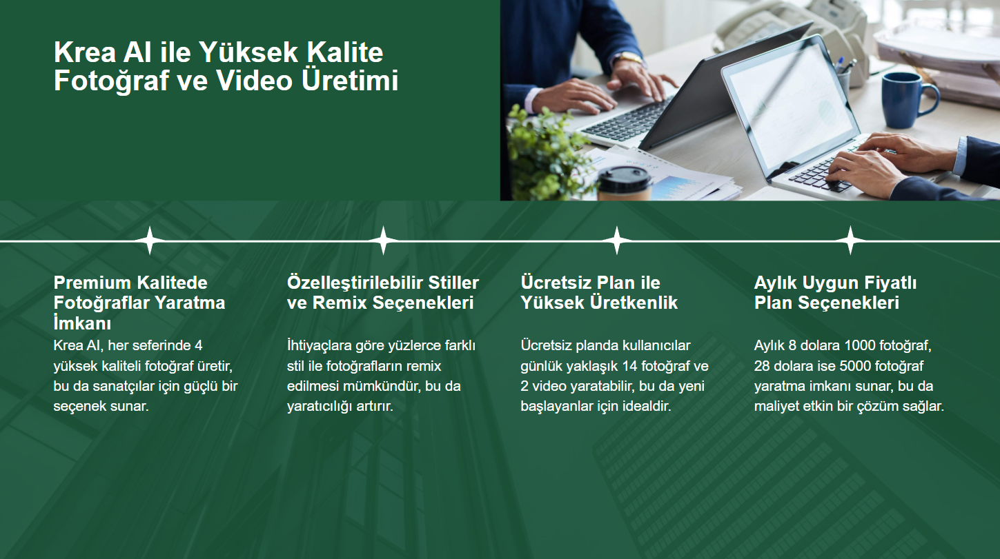 Krea AI ile Yüksek Kalite
Fotoğraf ve Video Üretimi
Premium Kalitede
Fotoğraflar Yaratma
İmkanı
Krea AI, her seferinde 4
yüksek kaliteli fotoğraf üretir,
bu da sanatçılar için güçlü bir
seçenek sunar.
Özelleştirilebilir Stiller
ve Remix Seçenekleri
İhtiyaçlara göre yüzlerce farklı
stil ile fotoğrafların remix
edilmesi mümkündür, bu da
yaratıcılığı artırır.
Ücretsiz Plan ile
Yüksek Üretkenlik
Ücretsiz planda kullanıcılar
günlük yaklaşık 14 fotoğraf ve
2 video yaratabilir, bu da yeni
başlayanlar için idealdir.
Aylık Uygun Fiyatlı
Plan Seçenekleri
Aylık 8 dolara 1000 fotoğraf,
28 dolara ise 5000 fotoğraf
yaratma imkanı sunar, bu da
maliyet etkin bir çözüm sağlar.